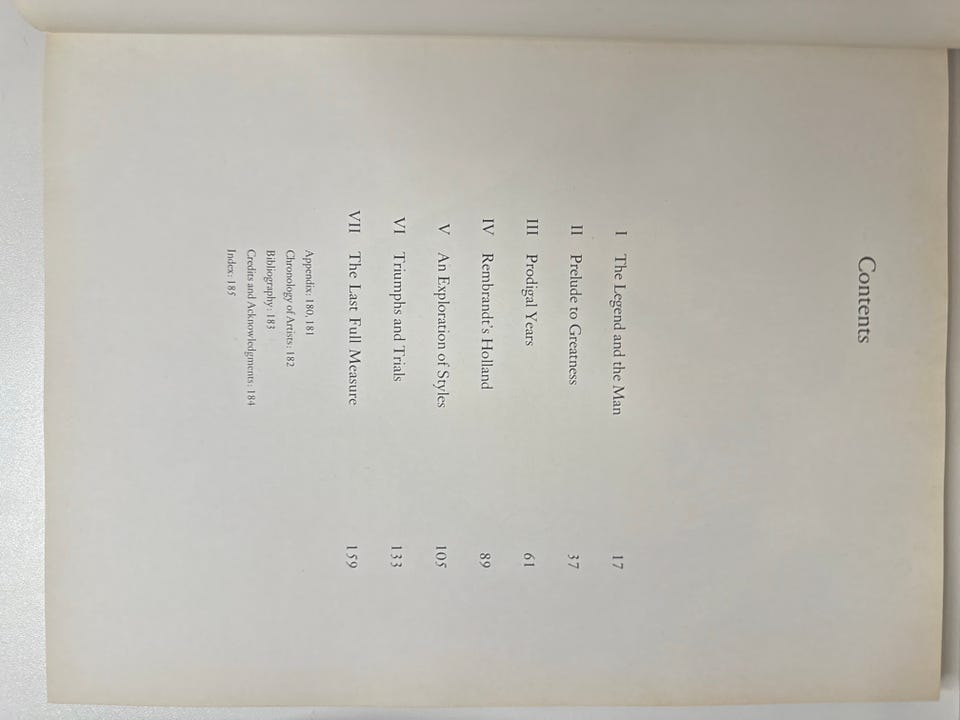 Contents
I The Legend and the Man 17
II Prelude to Greatness 37
III Prodigal Years 61
IV Rembrandt's Holland 89
V An Exploration of Styles 105
VI Triumphs and Trials 133
VII The Last Full Measure 159
Appendix: 180, 181
Chronology of Artists: 182
Bibliography: 183
Credits and Acknowledgments: 184
Index: 185